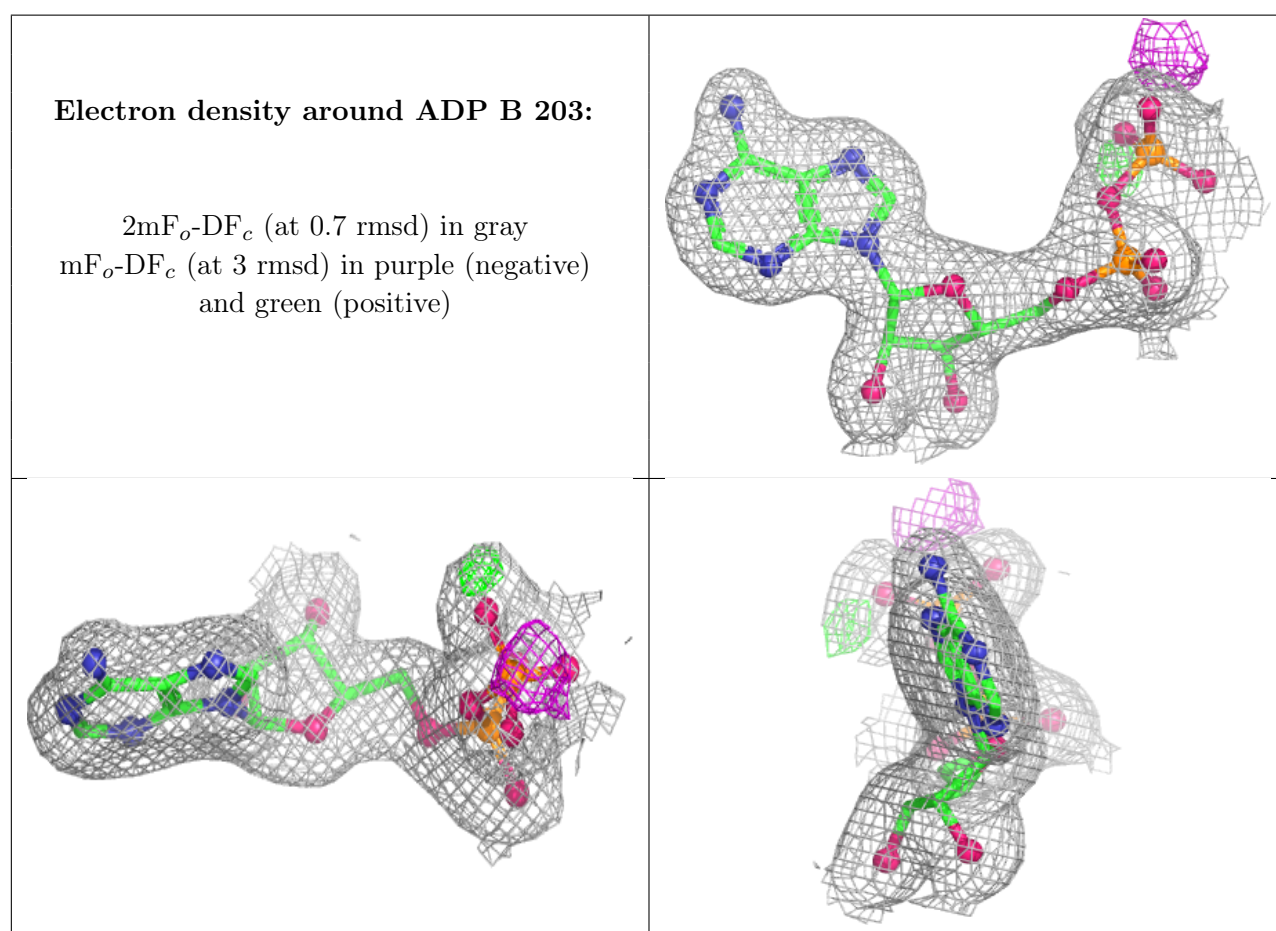 Electron density around ADP B 203:
2mFₒ-DF𝒸 (at 0.7 rmsd) in gray
mFₒ-DF𝒸 (at 3 rmsd) in purple (negative)
and green (positive)